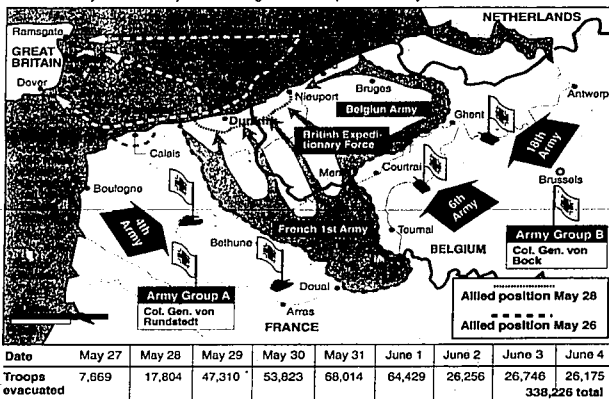 NETHERLANDS
Ramsgate
GREAT
BRITAIN
Dover
Nieuport
Bruges
Antwerp
Dunkirk
Belgiun Army
Ghent
18th
Army
British Expedi-
tionary Force
Calais
Courtrai
Brussels
Boulogne
6th
Army
4th
Army
French 1st Army
Tournai
Army Group B
Col. Gen. von
Bock
Bethune
BELGIUM
Army Group A
Col. Gen. von
Rundstedt
Douai
Arras
FRANCE
Allied position May 28
Allied position May 26
Date May 27 May 28 May 29 May 30 May 31 June 1 June 2 June 3 June 4
Troops
evacuated 7,669 17,804 47,310 53,823 68,014 64,429 26,256 26,746 26,175
338,226 total